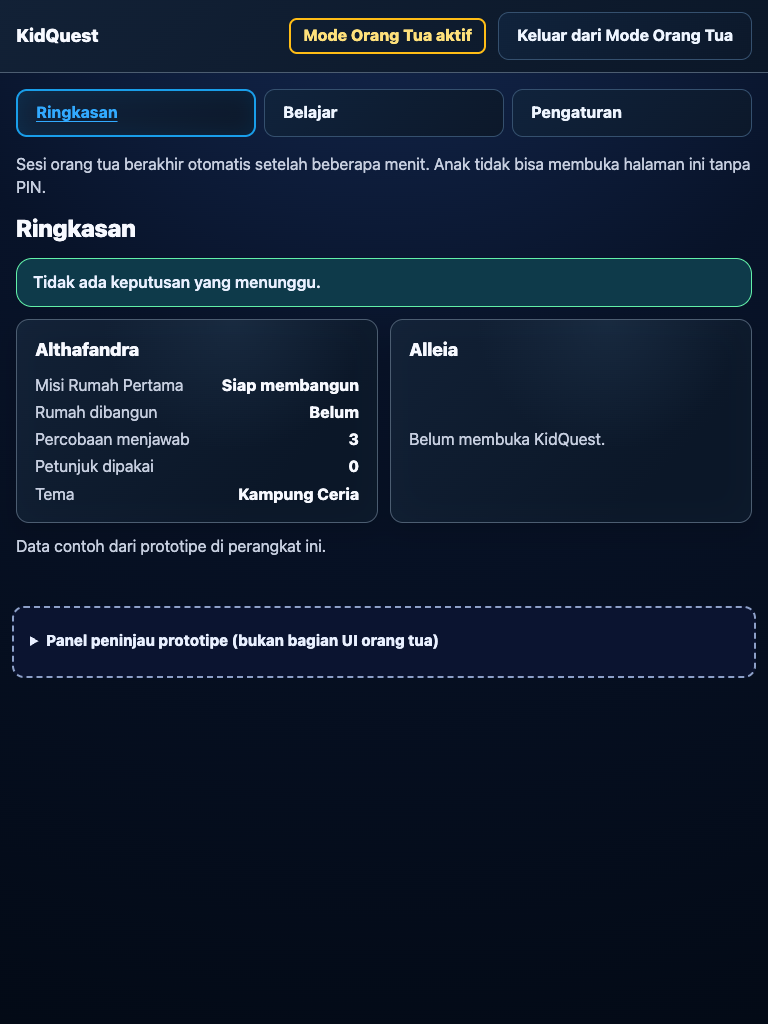 KidQuest
Mode Orang Tua aktif
Keluar dari Mode Orang Tua
Ringkasan
Belajar
Pengaturan
Sesi orang tua berakhir otomatis setelah beberapa menit. Anak tidak bisa membuka halaman ini tanpa
PIN.
Ringkasan
Tidak ada keputusan yang menunggu.
Althafandra
Misi Rumah Pertama Siap membangun
Rumah dibangun Belum
Percobaan menjawab 3
Petunjuk dipakai 0
Tema Kampung Ceria
Alleia
Belum membuka KidQuest.
Data contoh dari prototipe di perangkat ini.
Panel peninjau prototipe (bukan bagian UI orang tua)